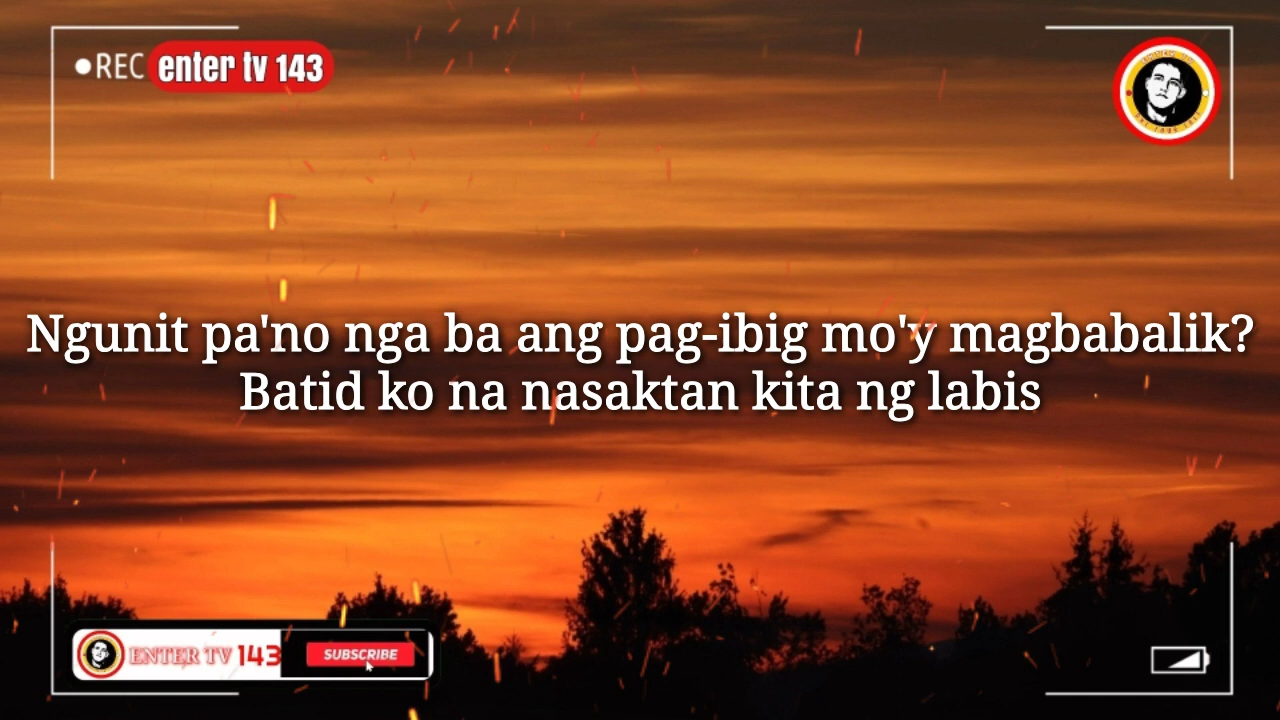 REC enter tv 143
Ngunit pa'no nga ba ang pag-ibig mo'y magbabalik?
Batid ko na nasaktan kita ng labis
ENTER TV 143 SUBSCRIBE